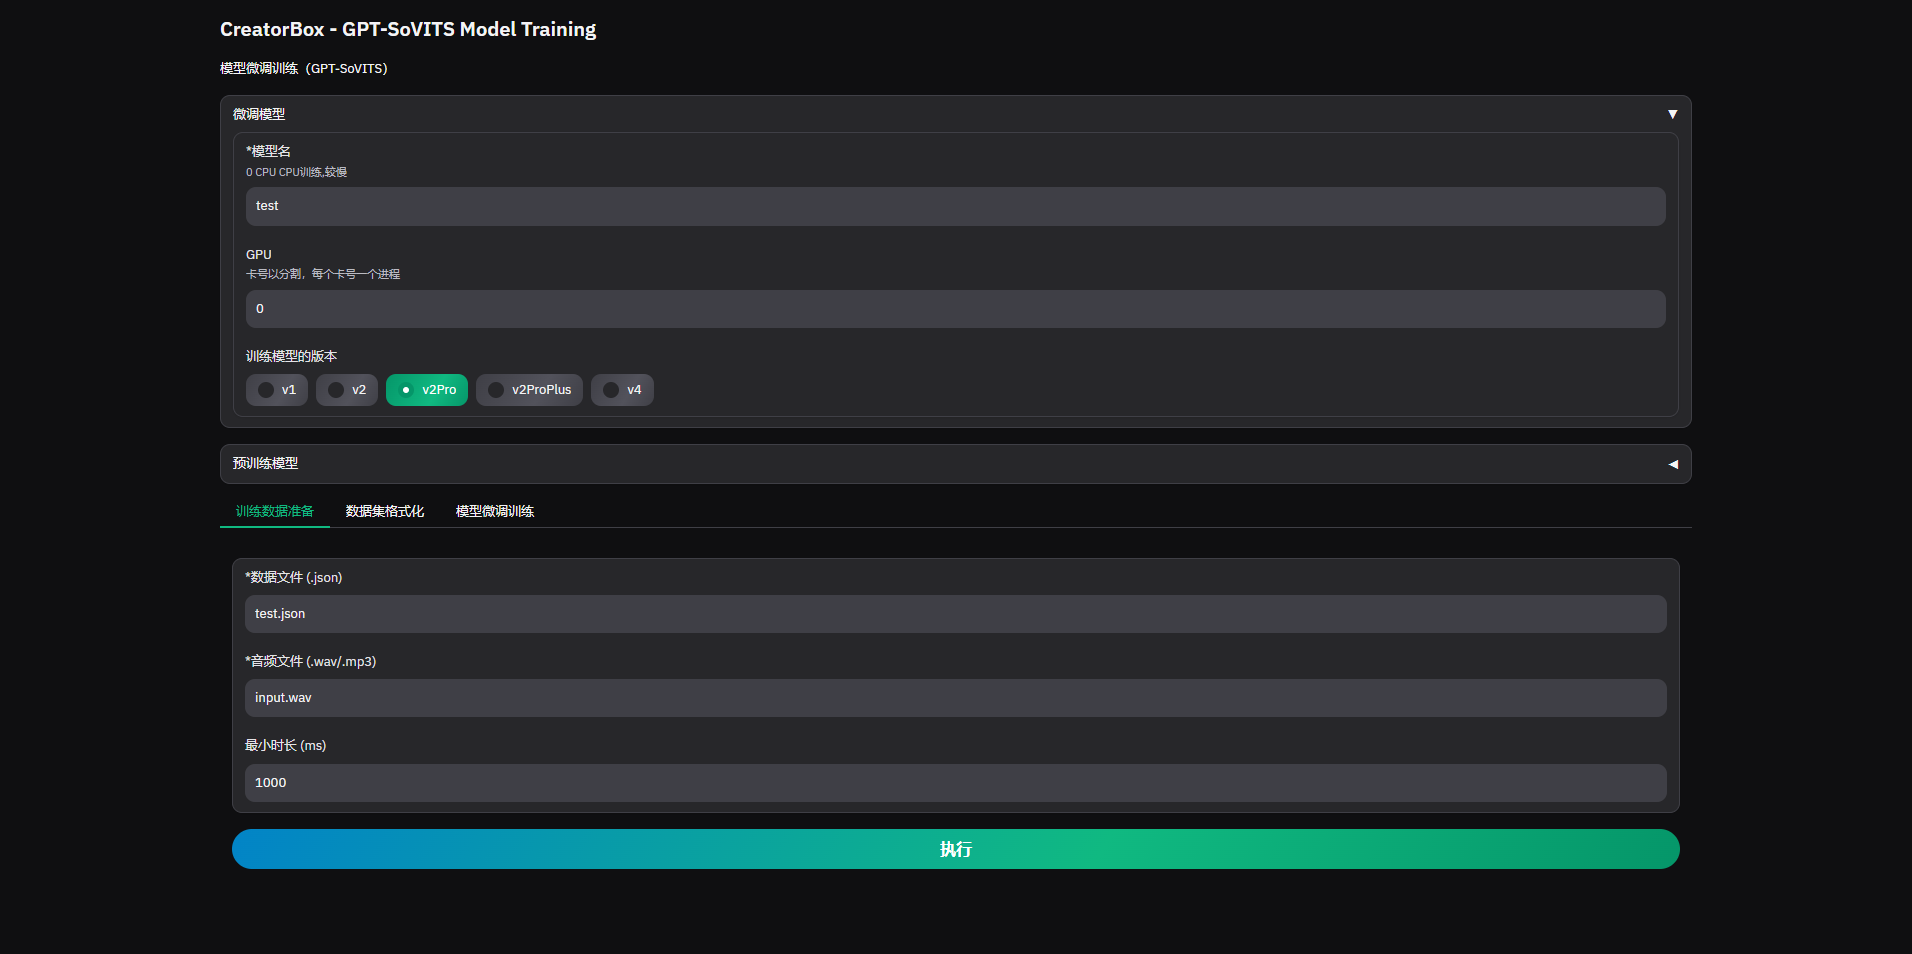 CreatorBox - GPT-SoVITS Model Training
模型微调训练（GPT-SoVITS）
微调模型
*模型名
0 CPU CPU训练,较慢
test
GPU
卡号以分割，每个卡号一个进程
0
训练模型的版本
v1 v2 v2Pro v2ProPlus v4
预训练模型
训练数据准备 数据集格式化 模型微调训练
*数据文件 (.json)
test.json
*音频文件 (.wav/.mp3)
input.wav
最小时长 (ms)
1000
执行